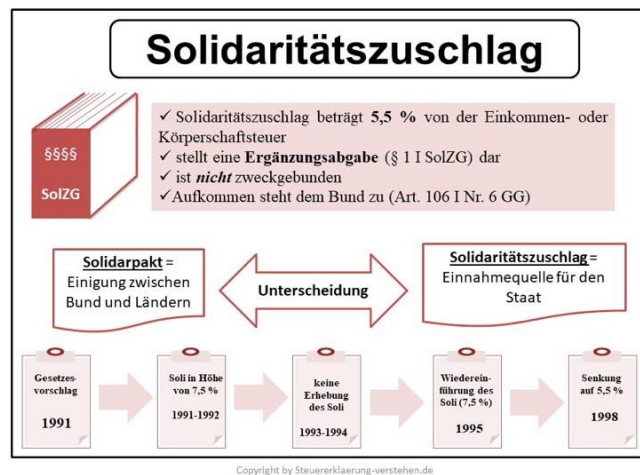 Solidaritätszuschlag
§§§§
SolZG
✓ Solidaritätszuschlag beträgt 5,5 % von der Einkommen- oder
Körperschaftsteuer
✓ stellt eine Ergänzungsabgabe (§ 1 I SolZG) dar
✓ ist nicht zweckgebunden
✓ Aufkommen steht dem Bund zu (Art. 106 I Nr. 6 GG)
Solidarpakt =
Einigung zwischen
Bund und Ländern
Unterscheidung
Solidaritätszuschlag=
Einnahmequelle für den
Staat
Gesetzes-
vorschlag
1991
Soli in Höhe
von 7,5 %
1991-1992
keine
Erhebung
des Soli
1993-1994
Wiederein-
führung des
Soli (7,5 %)
1995
Senkung
auf 5,5 %
1998
Copyright by Steuererklaerung-verstehen.de